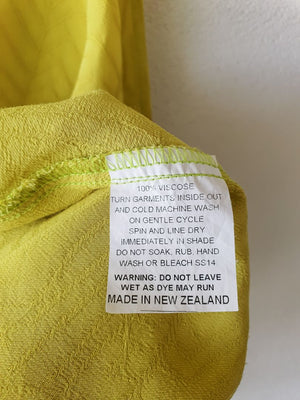 100% VISCOSE
TURN GARMENTS INSIDE OUT
AND COLD MACHINE WASH
ON GENTLE CYCLE
SPIN AND LINE DRY
IMMEDIATELY IN SHADE
DO NOT SOAK, RUB, HAND
WASH OR BLEACH SS14
WARNING: DO NOT LEAVE
WET AS DYE MAY RUN
MADE IN NEW ZEALAND